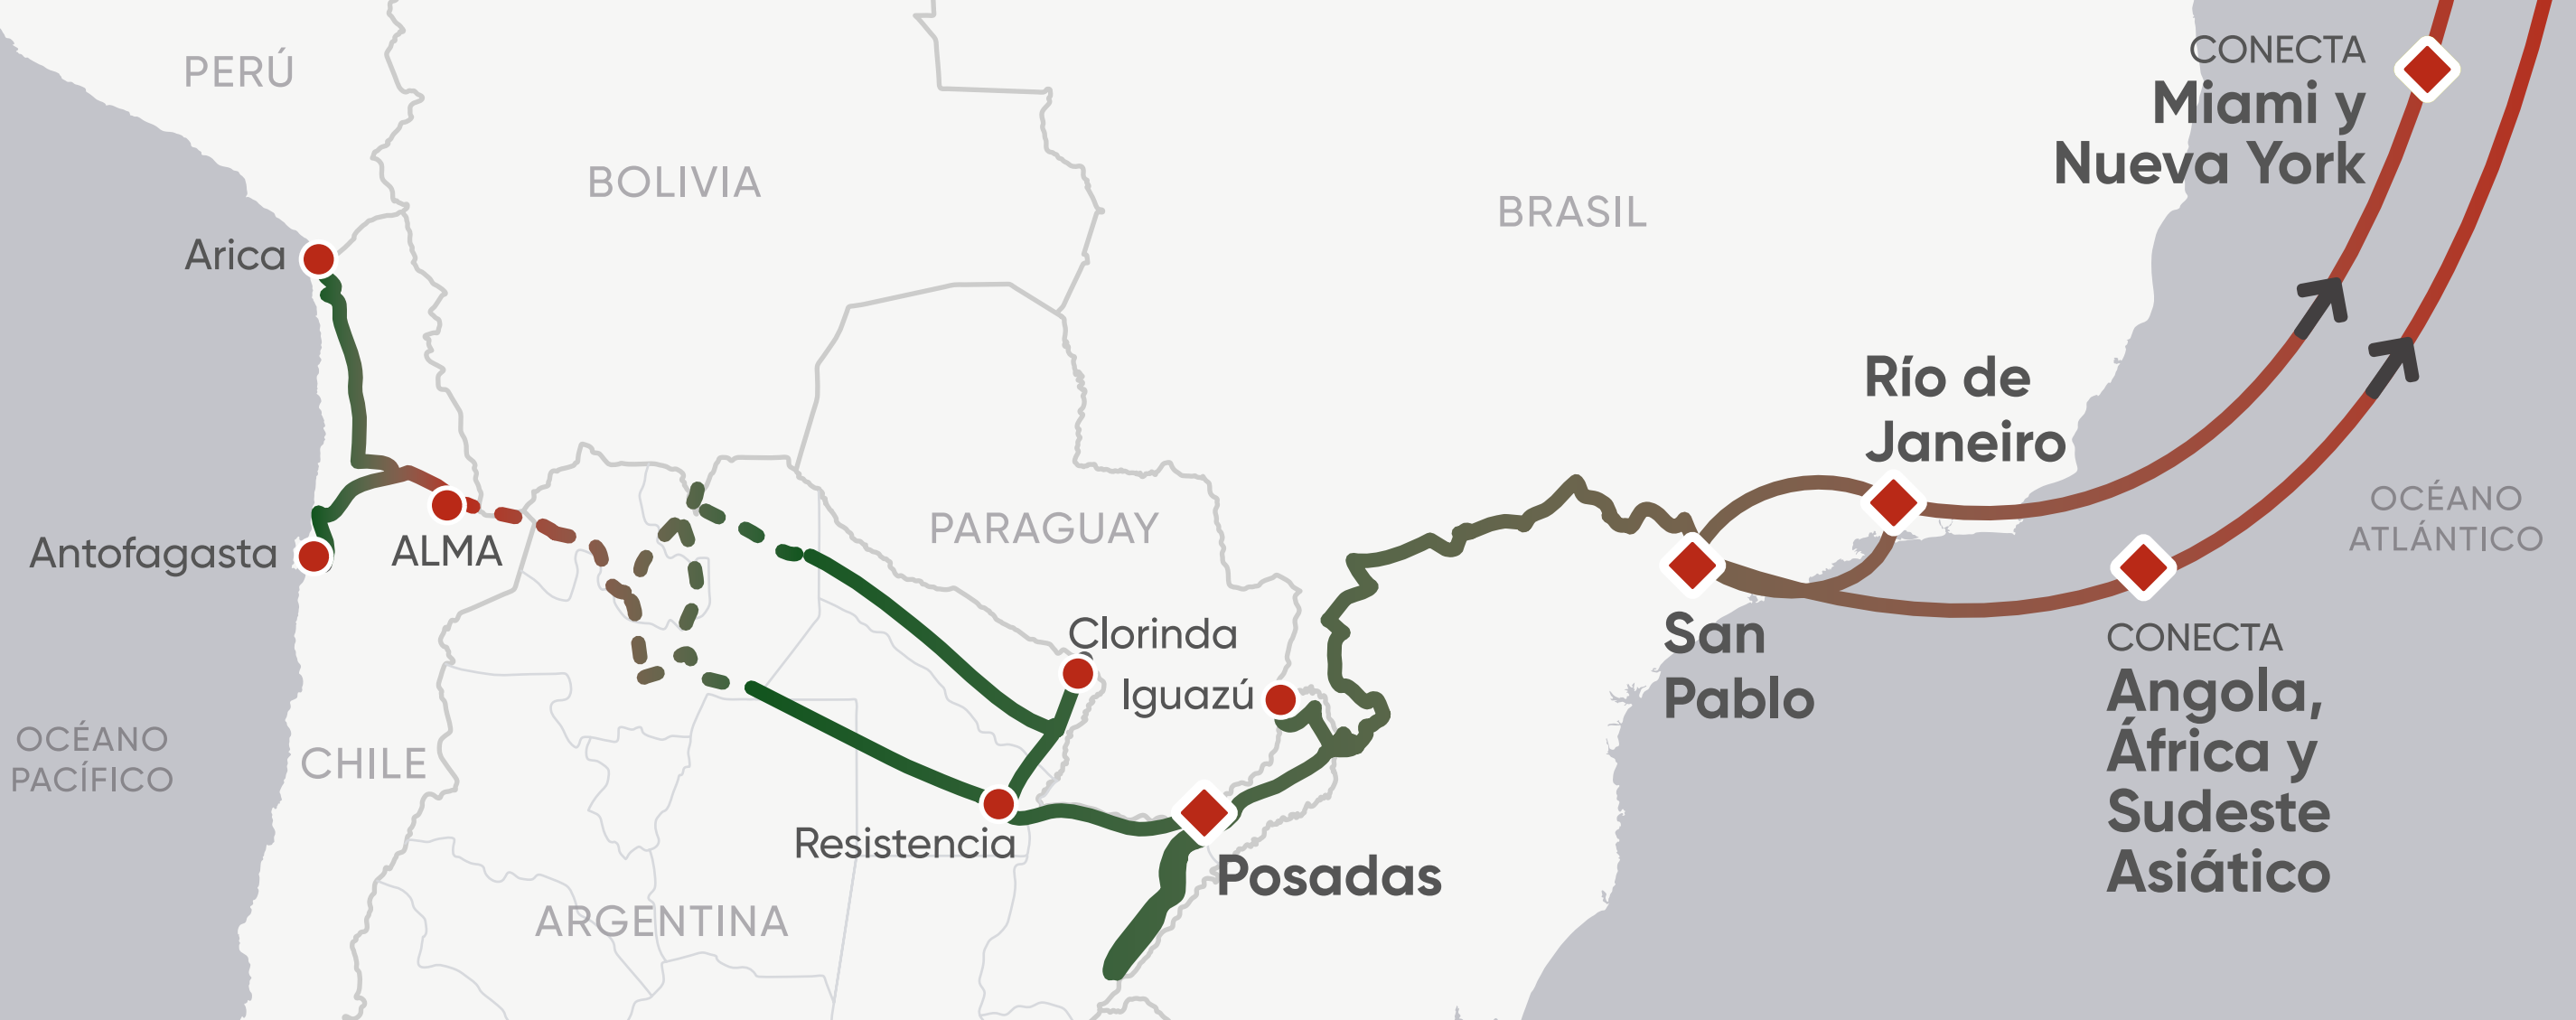 PERÚ
BOLIVIA
BRASIL
CONECTA
Miami y
Nueva York
Arica
Antofagasta
ALMA
PARAGUAY
Río de
Janeiro
OCÉANO
ATLÁNTICO
Clorinda
Iguazú
San
Pablo
CONECTA
Angola,
África y
Sudeste
Asiático
OCÉANO
PACÍFICO
CHILE
Resistencia
Posadas
ARGENTINA